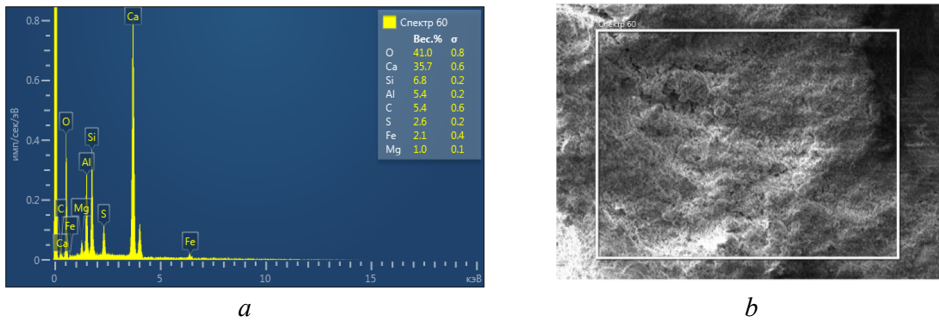 Спектр 60
Вес.% σ
O 41.0 0.8
Ca 35.7 0.6
Si 6.8 0.2
Al 5.4 0.2
C 5.4 0.6
S 2.6 0.2
Fe 2.1 0.4
Mg 1.0 0.1
имп/сек/эВ
0.8
0.6
0.4
0.2
0
Ca
O
Si
Al
C
Mg
S
Fe
Ca
Fe
0 5 10 15 кэВ
a
Спектр 60
b